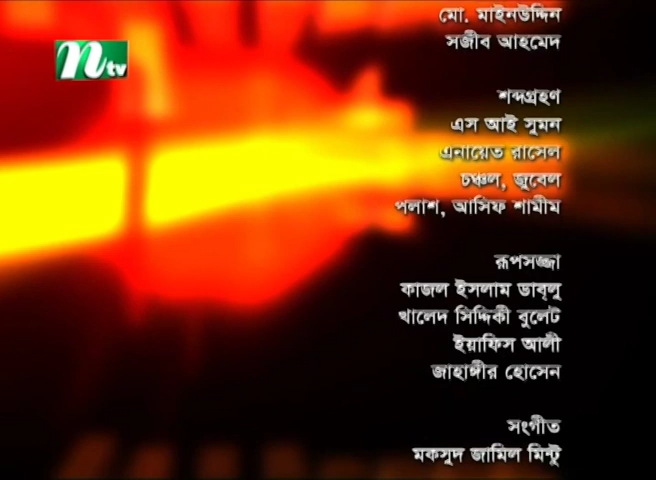 মো. মাইনউদ্দিন
সজীব আহমেদ
ntv
শব্দগ্রহণ
এস আই সুমন
এনায়েত রাসেল
চঞ্চল, জুবেল
পলাশ, আসিফ শামীম
রূপসজ্জা
কাজল ইসলাম ডাব্লু
খালেদ সিদ্দিকী বুলেট
ইয়াফিস আলী
জাহাঙ্গীর হোসেন
সংগীত
মকসুদ জামিল মিন্টু